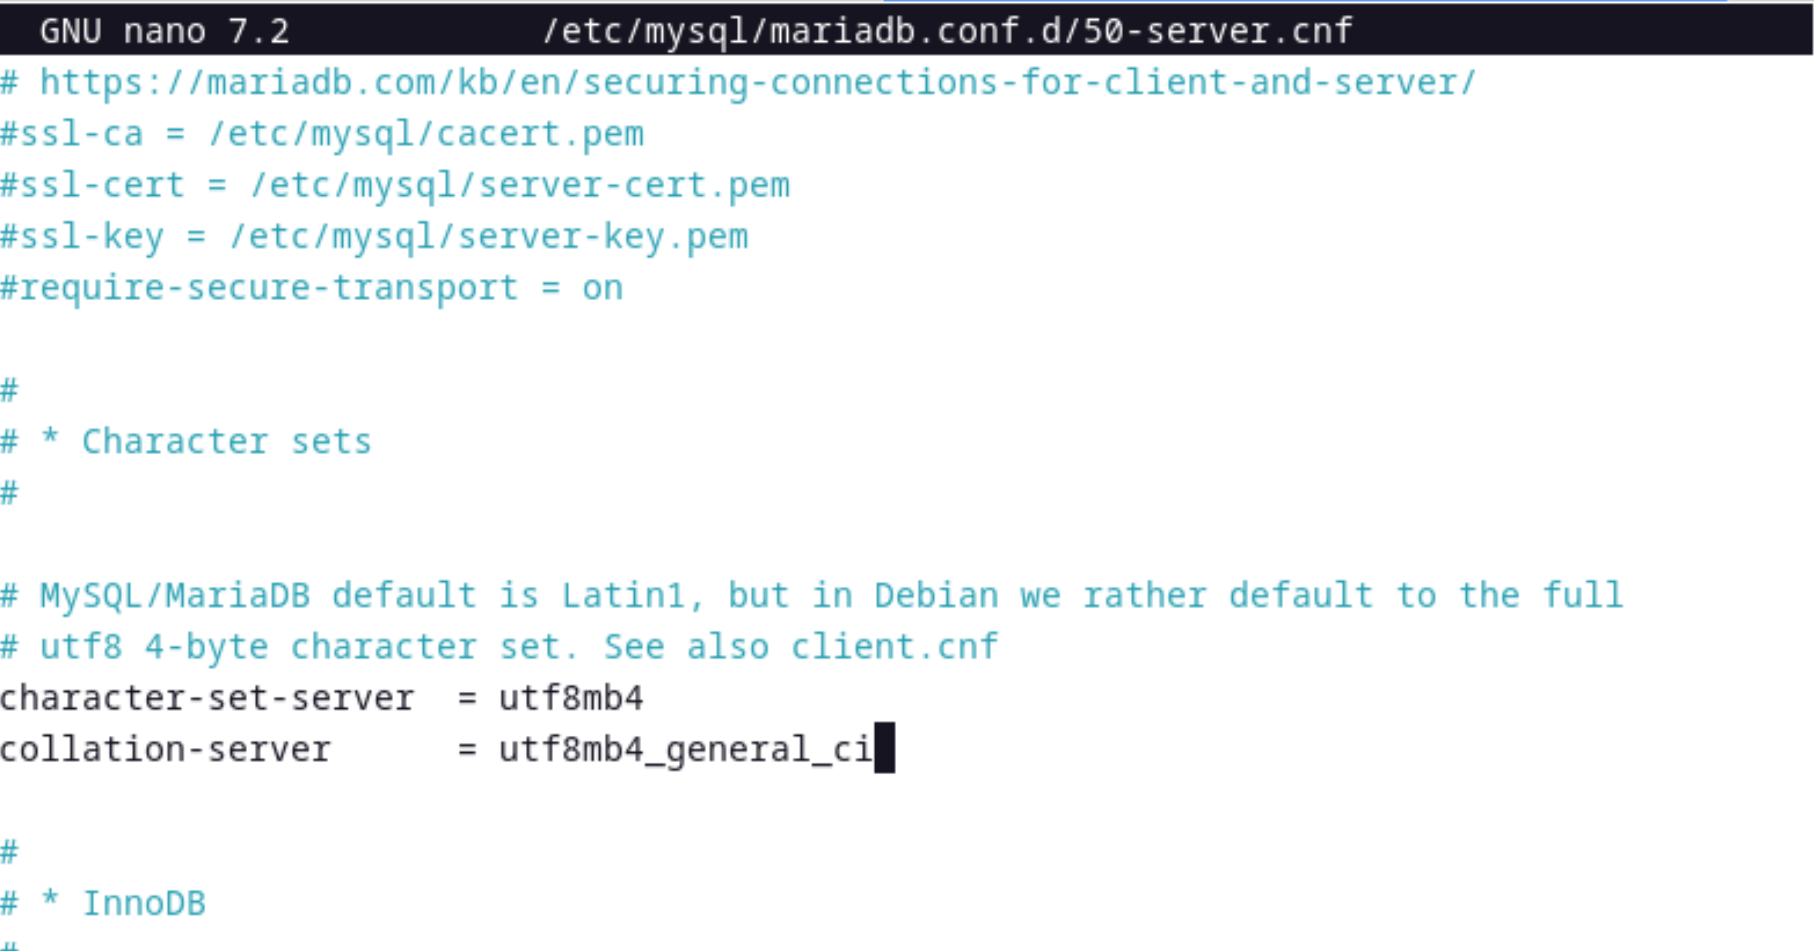 GNU nano 7.2 /etc/mysql/mariadb.conf.d/50-server.cnf
# https://mariadb.com/kb/en/securing-connections-for-client-and-server/
#ssl-ca = /etc/mysql/cacert.pem
#ssl-cert = /etc/mysql/server-cert.pem
#ssl-key = /etc/mysql/server-key.pem
#require-secure-transport = on
#
# * Character sets
#
# MySQL/MariaDB default is Latin1, but in Debian we rather default to the full
# utf8 4-byte character set. See also client.cnf
character-set-server  = utf8mb4
collation-server      = utf8mb4_general_ci
#
# * InnoDB
#